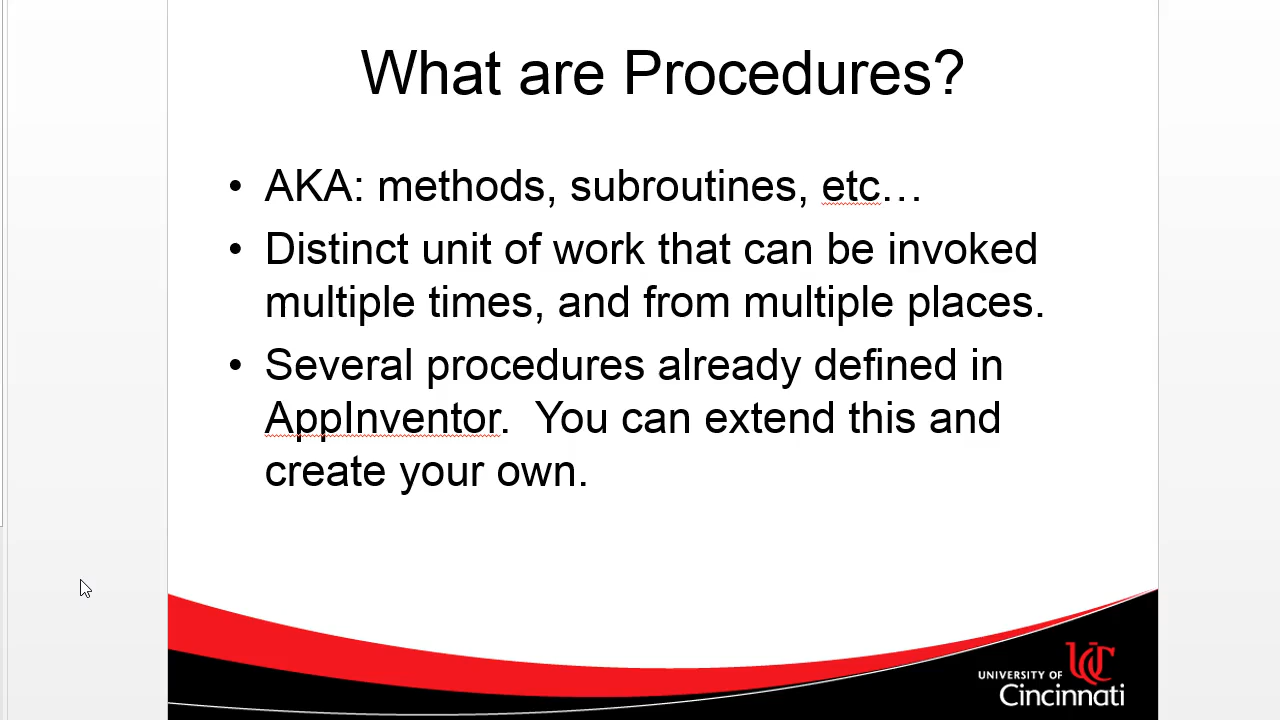 What are Procedures?
• AKA: methods, subroutines, etc…
• Distinct unit of work that can be invoked
multiple times, and from multiple places.
• Several procedures already defined in
AppInventor.  You can extend this and
create your own.
UC
UNIVERSITY OF
Cincinnati